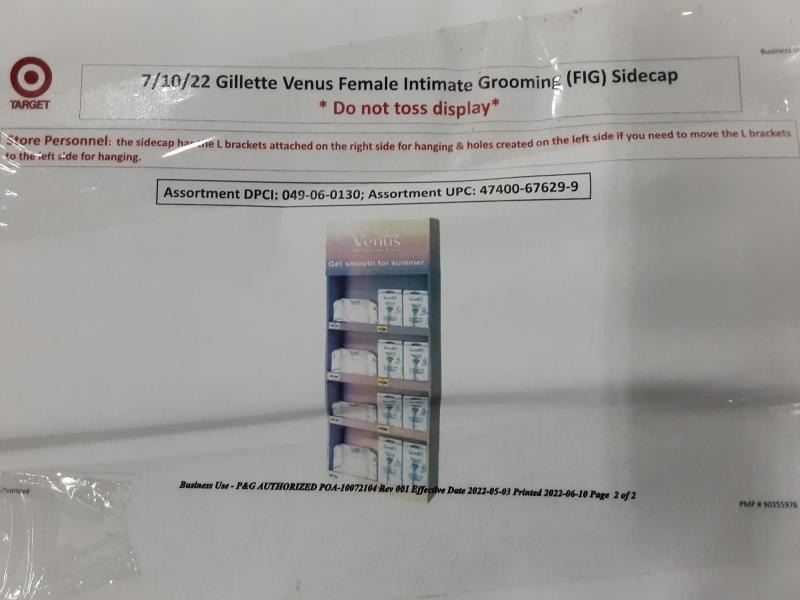 Business U
7/10/22 Gillette Venus Female Intimate Grooming (FIG) Sidecap
* Do not toss display*
TARGET
Store Personnel: the sidecap has the L brackets attached on the right side for hanging & holes created on the left side if you need to move the L brackets
to the left side for hanging.
Assortment DPCI: 049-06-0130; Assortment UPC: 47400-67629-9
Venus
Get smooth for summer
Business Use - P&G AUTHORIZED POA-10072104 Rev 001 Effective Date 2022-05-03 Printed 2022-06-10 Page 2 of 2
PMP # 90355976